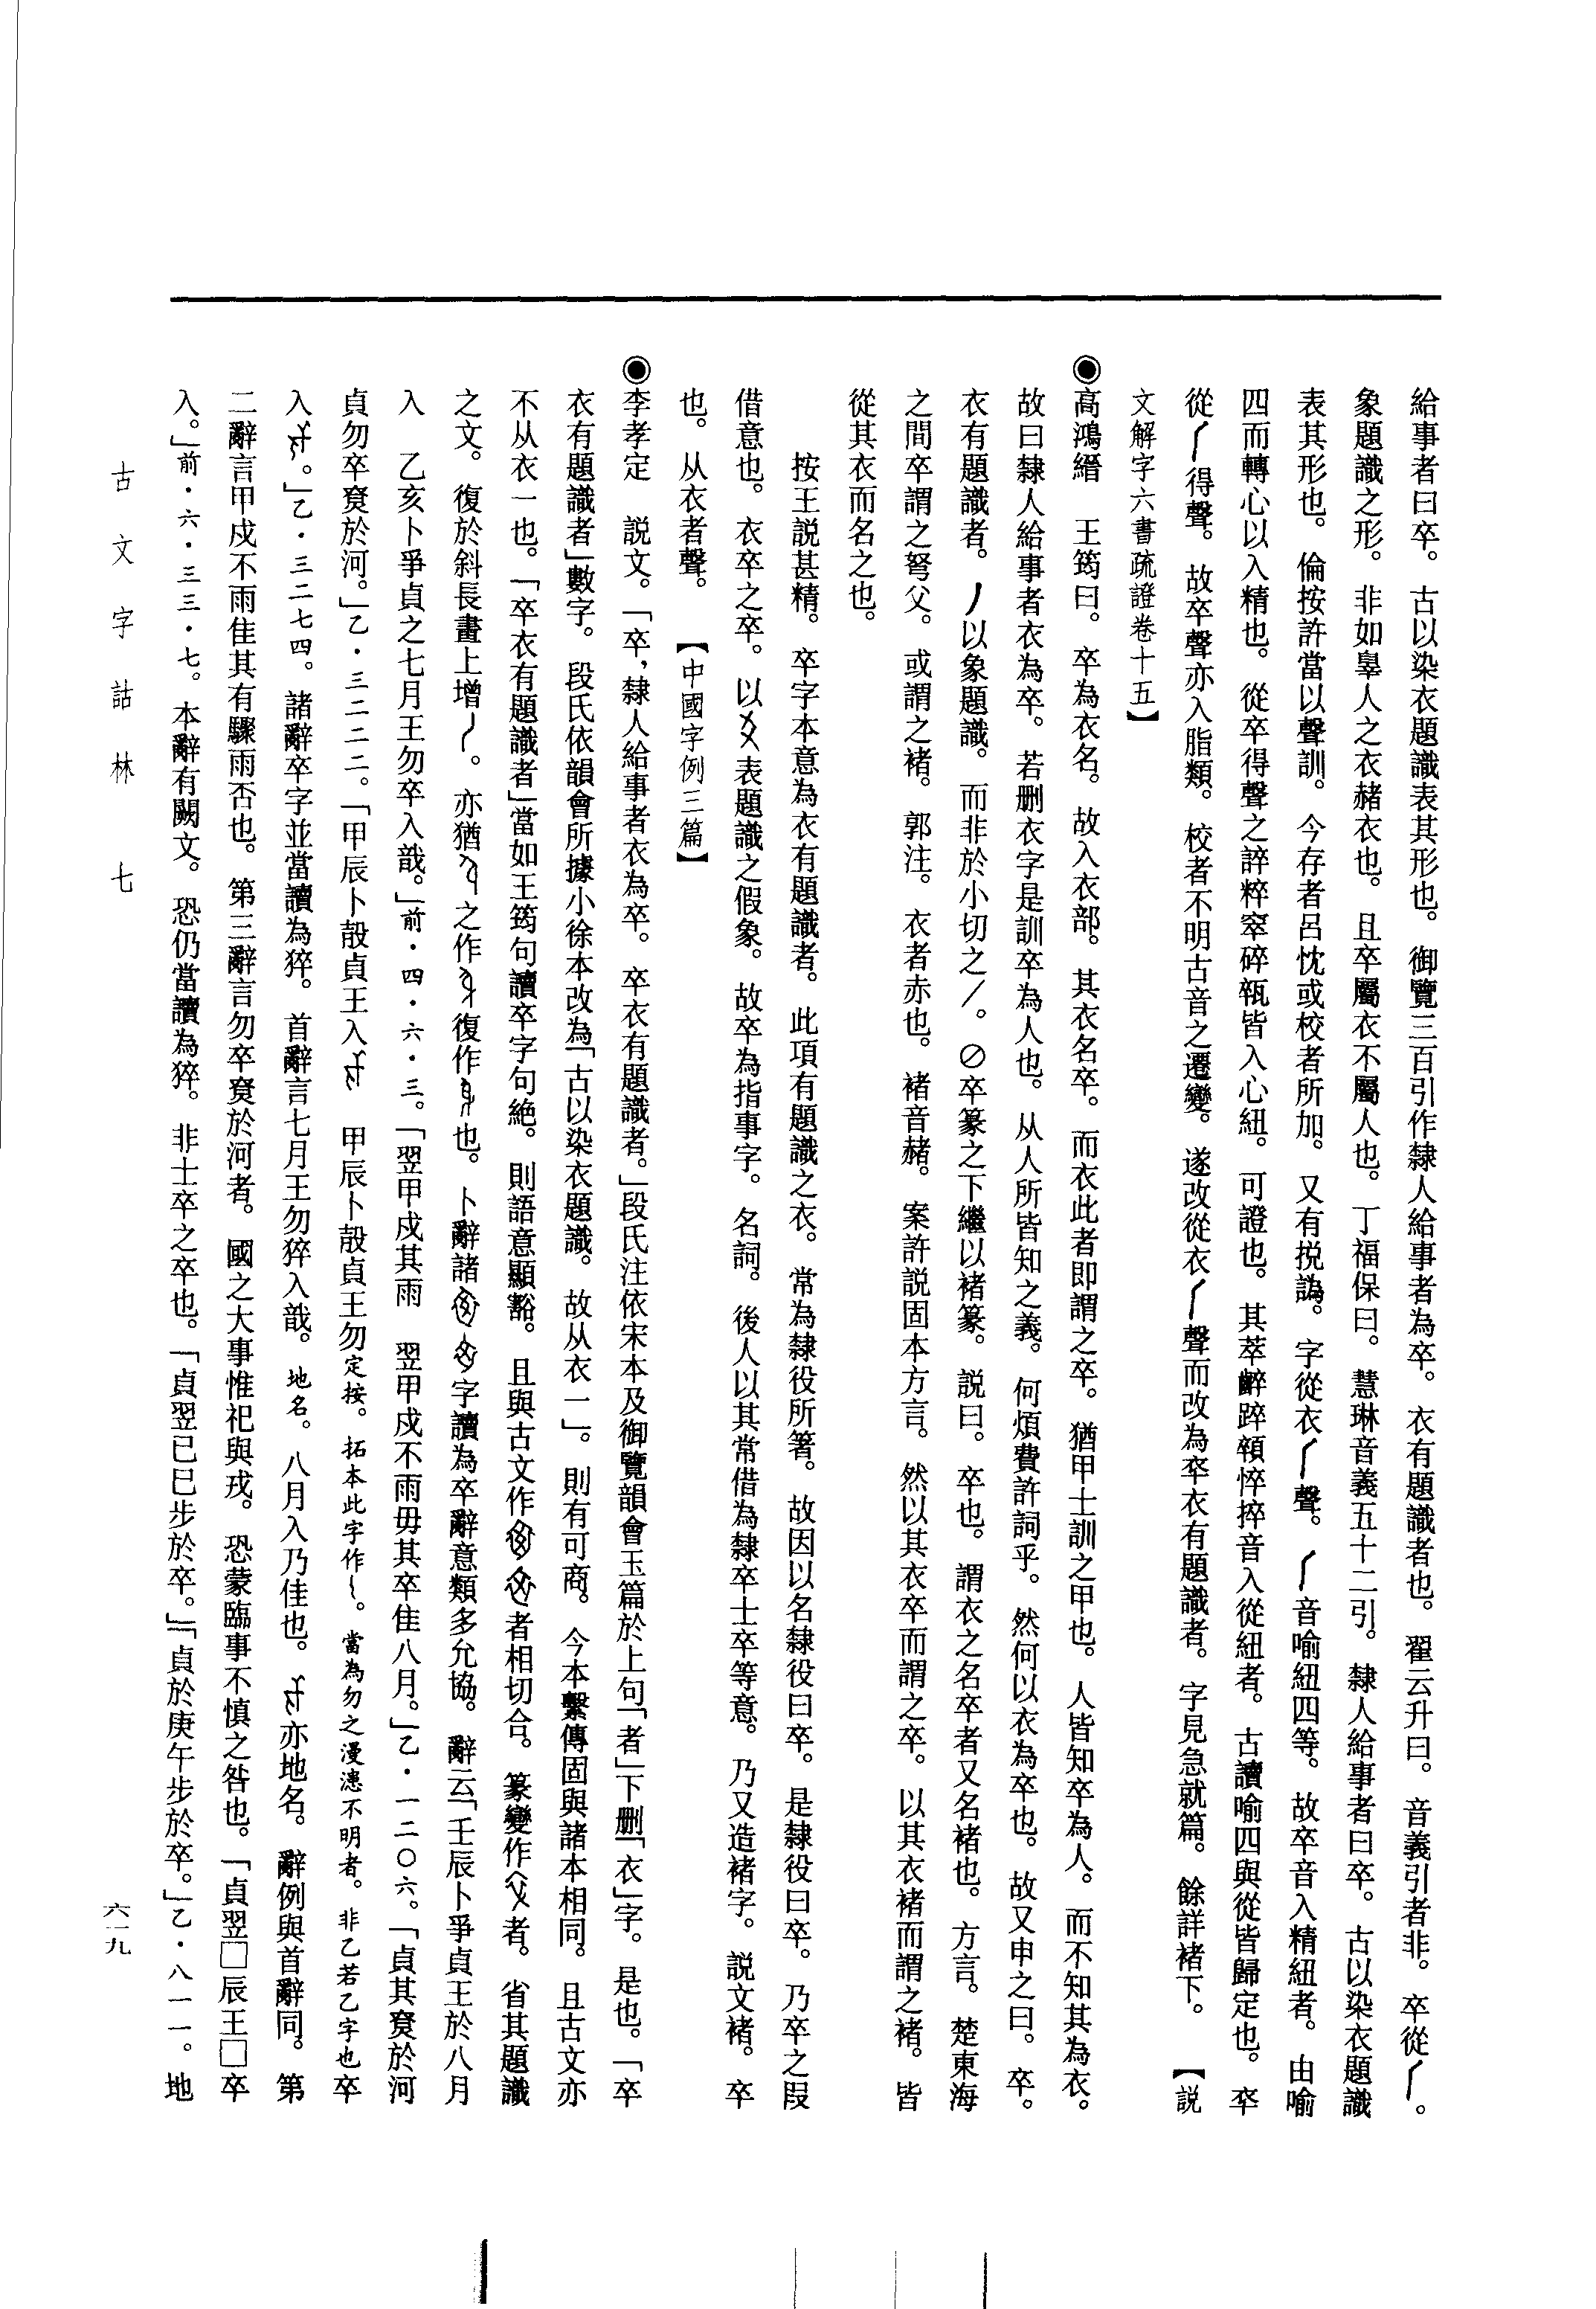 給事者曰卒。古以染衣題識表其形也。御覽三百引作隸人給事者為卒。衣有題識者也。翟云升曰。音義引者非。卒從。
象題識之形。非如辠人之衣赭衣也。且卒屬衣不屬人也。丁福保曰。慧琳音義五十二引。隸人給事者曰卒。古以染衣題識
表其形也。倫按許當以聲訓。今存者呂忱或校者所加。又有挩譌。字從衣聲。音喻紐四等。故卒音入精紐者。由喻
四而轉心以入精也。從卒得聲之誶粹窣碎瓾皆入心紐。可證也。其萃䘹踤顇悴捽音入從紐者。古讀喻四與從皆歸定也。卒
從得聲。故卒聲亦入脂類。校者不明古音之遷變。遂改從衣聲而改為卒衣有題識者。字見急就篇。餘詳褚下。【說
文解字六書疏證卷十五】
◉高鴻縉　王筠曰。卒為衣名。故入衣部。其衣名卒。而衣此者即謂之卒。猶甲士訓之甲也。人皆知卒為人。而不知其為衣。
故曰隸人給事者衣為卒。若删衣字是訓卒為人也。从人所皆知之義。何煩費許詞乎。然何以衣為卒也。故又申之曰。卒。
衣有題識者。丿以象題識。而非於小切之/。⊘卒篆之下繼以褚篆。說曰。卒也。謂衣之名卒者又名褚也。方言。楚東海
之間卒謂之弩父。或謂之褚。郭注。衣者赤也。褚音赭。案許說固本方言。然以其衣卒而謂之卒。以其衣褚而謂之褚。皆
從其衣而名之也。
按王說甚精。卒字本意為衣有題識者。此項有題識之衣。常為隸役所箸。故因以名隸役曰卒。是隸役曰卒。乃卒之叚
借意也。衣卒之卒。以表題識之假象。故卒為指事字。名詞。後人以其常借為隸卒士卒等意。乃又造褚字。說文褚。卒
也。从衣者聲。【中國字例三篇】
◉李孝定　說文。「卒，隸人給事者衣為卒。卒衣有題識者。」段氏注依宋本及御覽韻會玉篇於上句「者」下删「衣」字。是也。「卒
衣有題識者」數字。段氏依韻會所據小徐本改為「古以染衣題識。故从衣一」。則有可商。今本繫傳固與諸本相同。且古文亦
不从衣一也。「卒衣有題識者」當如王筠句讀卒字句絕。則語意顯豁。且與古文作者相切合。篆變作者。省其題識
之文。復於斜長畫上增。亦猶之作復作也。卜辭諸字讀為卒辭意類多允協。辭云「壬辰卜爭貞王於八月
入　乙亥卜爭貞之七月王勿卒入戠。」前·四·六·三。「翌甲戌其雨　翌甲戌不雨毋其卒隹八月。」乙·一二〇六。「貞其寮於河
貞勿卒寮於河。」乙·三二二二。「甲辰卜㱿貞王入　甲辰卜㱿貞王勿定按。拓本此字作。當為勿之漫漶不明者。非乙若乙字也卒
入。」乙·三二七四。諸辭卒字並當讀為猝。首辭言七月王勿猝入戠。地名。八月入乃佳也。亦地名。辭例與首辭同。第
二辭言甲戌不雨隹其有驟雨否也。第三辭言勿卒寮於河者。國之大事惟祀與戎。恐蒙臨事不慎之咎也。「貞翌□辰王□卒
入。」前·六·三三·七。本辭有闕文。恐仍當讀為猝。非士卒之卒也。「貞翌已巳步於卒。」「貞於庚午步於卒。」乙·八一一。地
古文字詁林　七
六一九